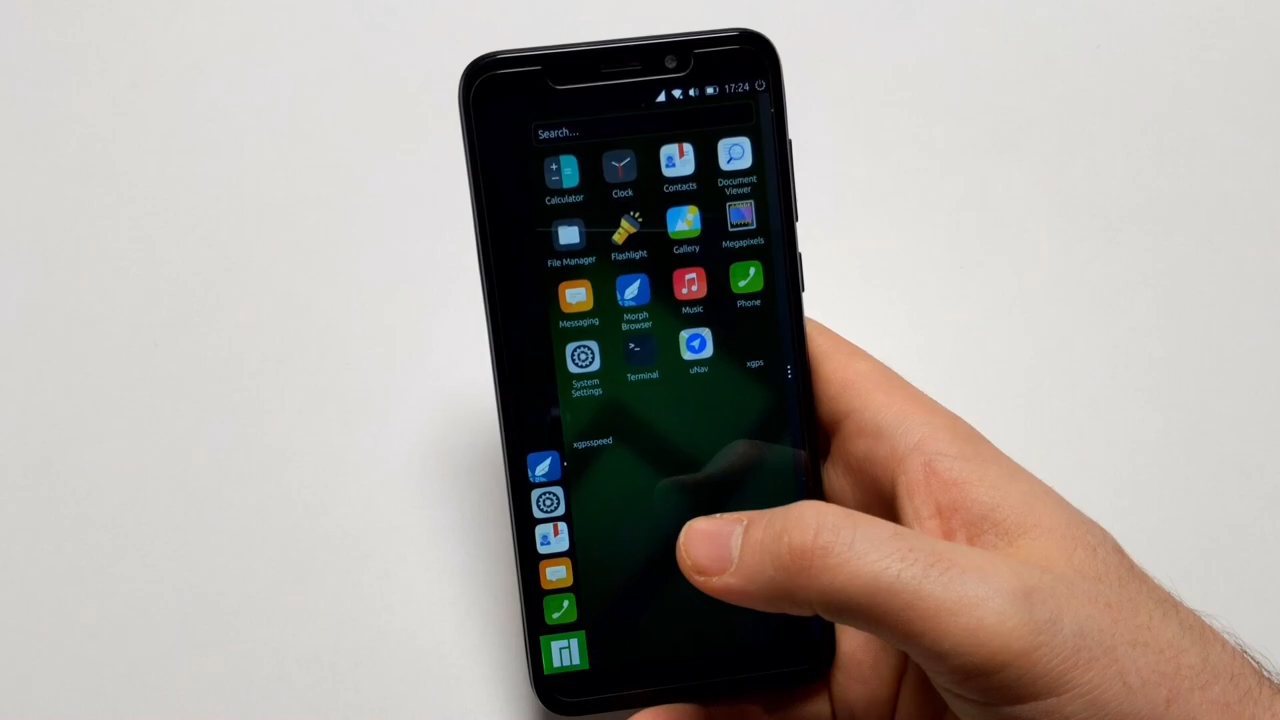 17:24
Search...
Calculator
Clock
Contacts
Document
Viewer
File Manager
Flashlight
Gallery
Megapixels
Messaging
Morph
Browser
Music
Phone
System
Settings
>_
Terminal
uNav
xgps
xgpsspeed